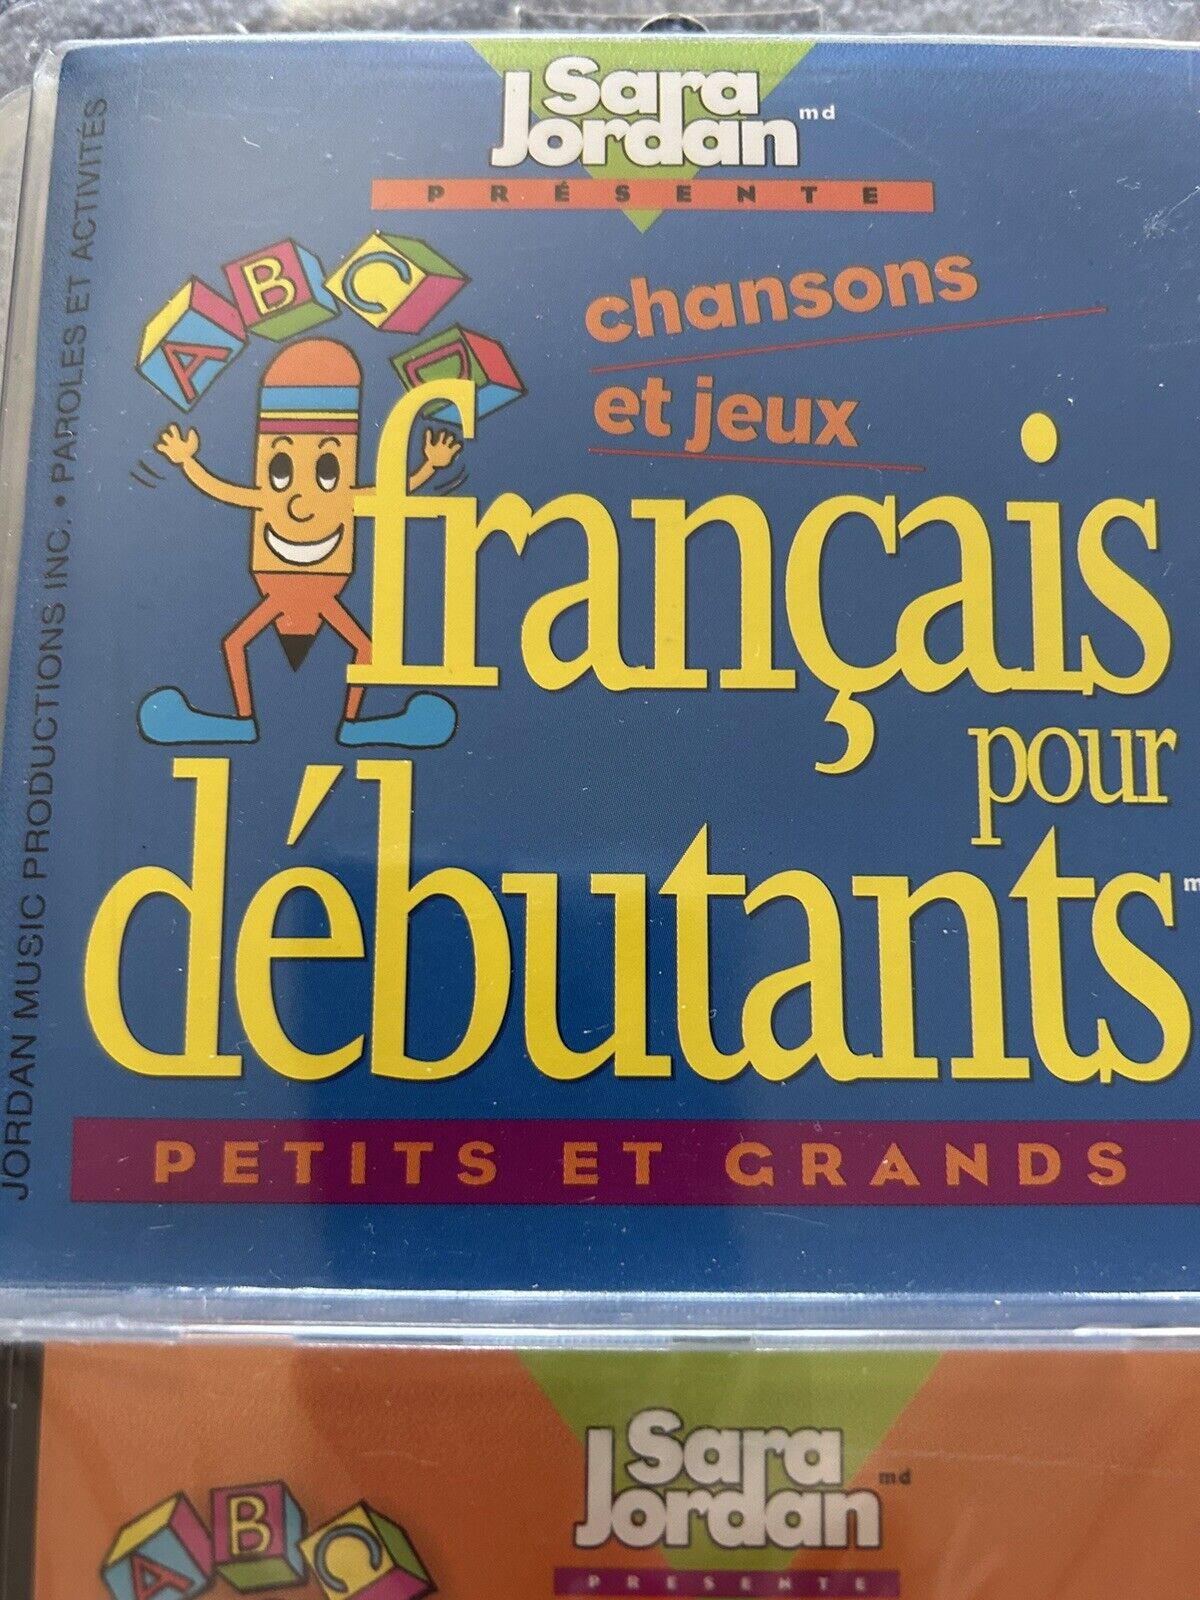 Sara
Jordan md
PRÉSENTE
JORDAN MUSIC PRODUCTIONS INC. • PAROLES ET ACTIVITÉS
A B C D
chansons
et jeux
français
pour
débutants
PETITS ET GRANDS
Sara
Jordan md
PRESENTE
A B C